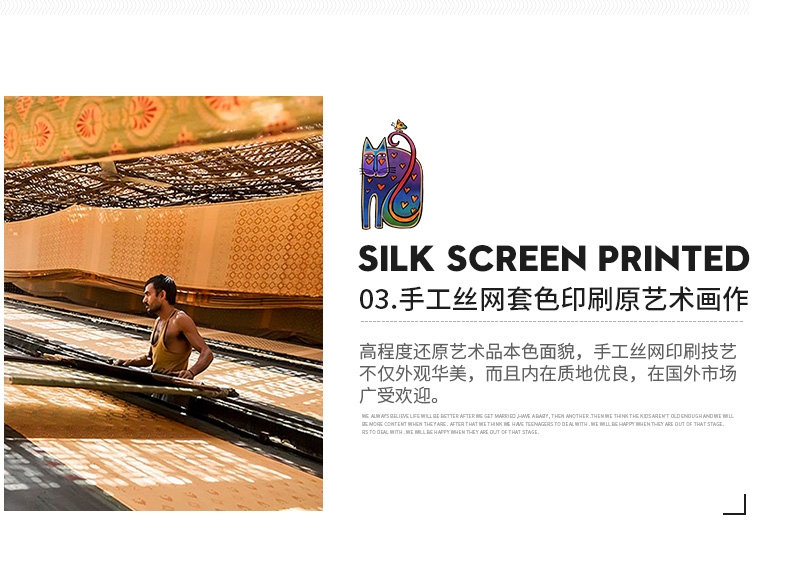 SILK SCREEN PRINTED
03.手工丝网套色印刷原艺术画作
高程度还原艺术品本色面貌，手工丝网印刷技艺
不仅外观华美，而且内在质地优良，在国外市场
广受欢迎。
WE ALWAYS BELIEVE LIFE WILL BE BETTER AFTER WE GET MARRIED ,HAVE A BABY , THEN ANOTHER .THEN WE THINK THE KIDS AREN'T OLD ENOUGH AND WE WILL
BE MORE CONTENT WHEN THEY ARE . AFTER THAT WE THINK WE HAVE TEENAGERS TO DEAL WITH . WE WILL BE HAPPY WHEN THEY ARE OUT OF THAT STAGE.
RS TO DEAL WITH . WE WILL BE HAPPY WHEN THEY ARE OUT OF THAT STAGE.